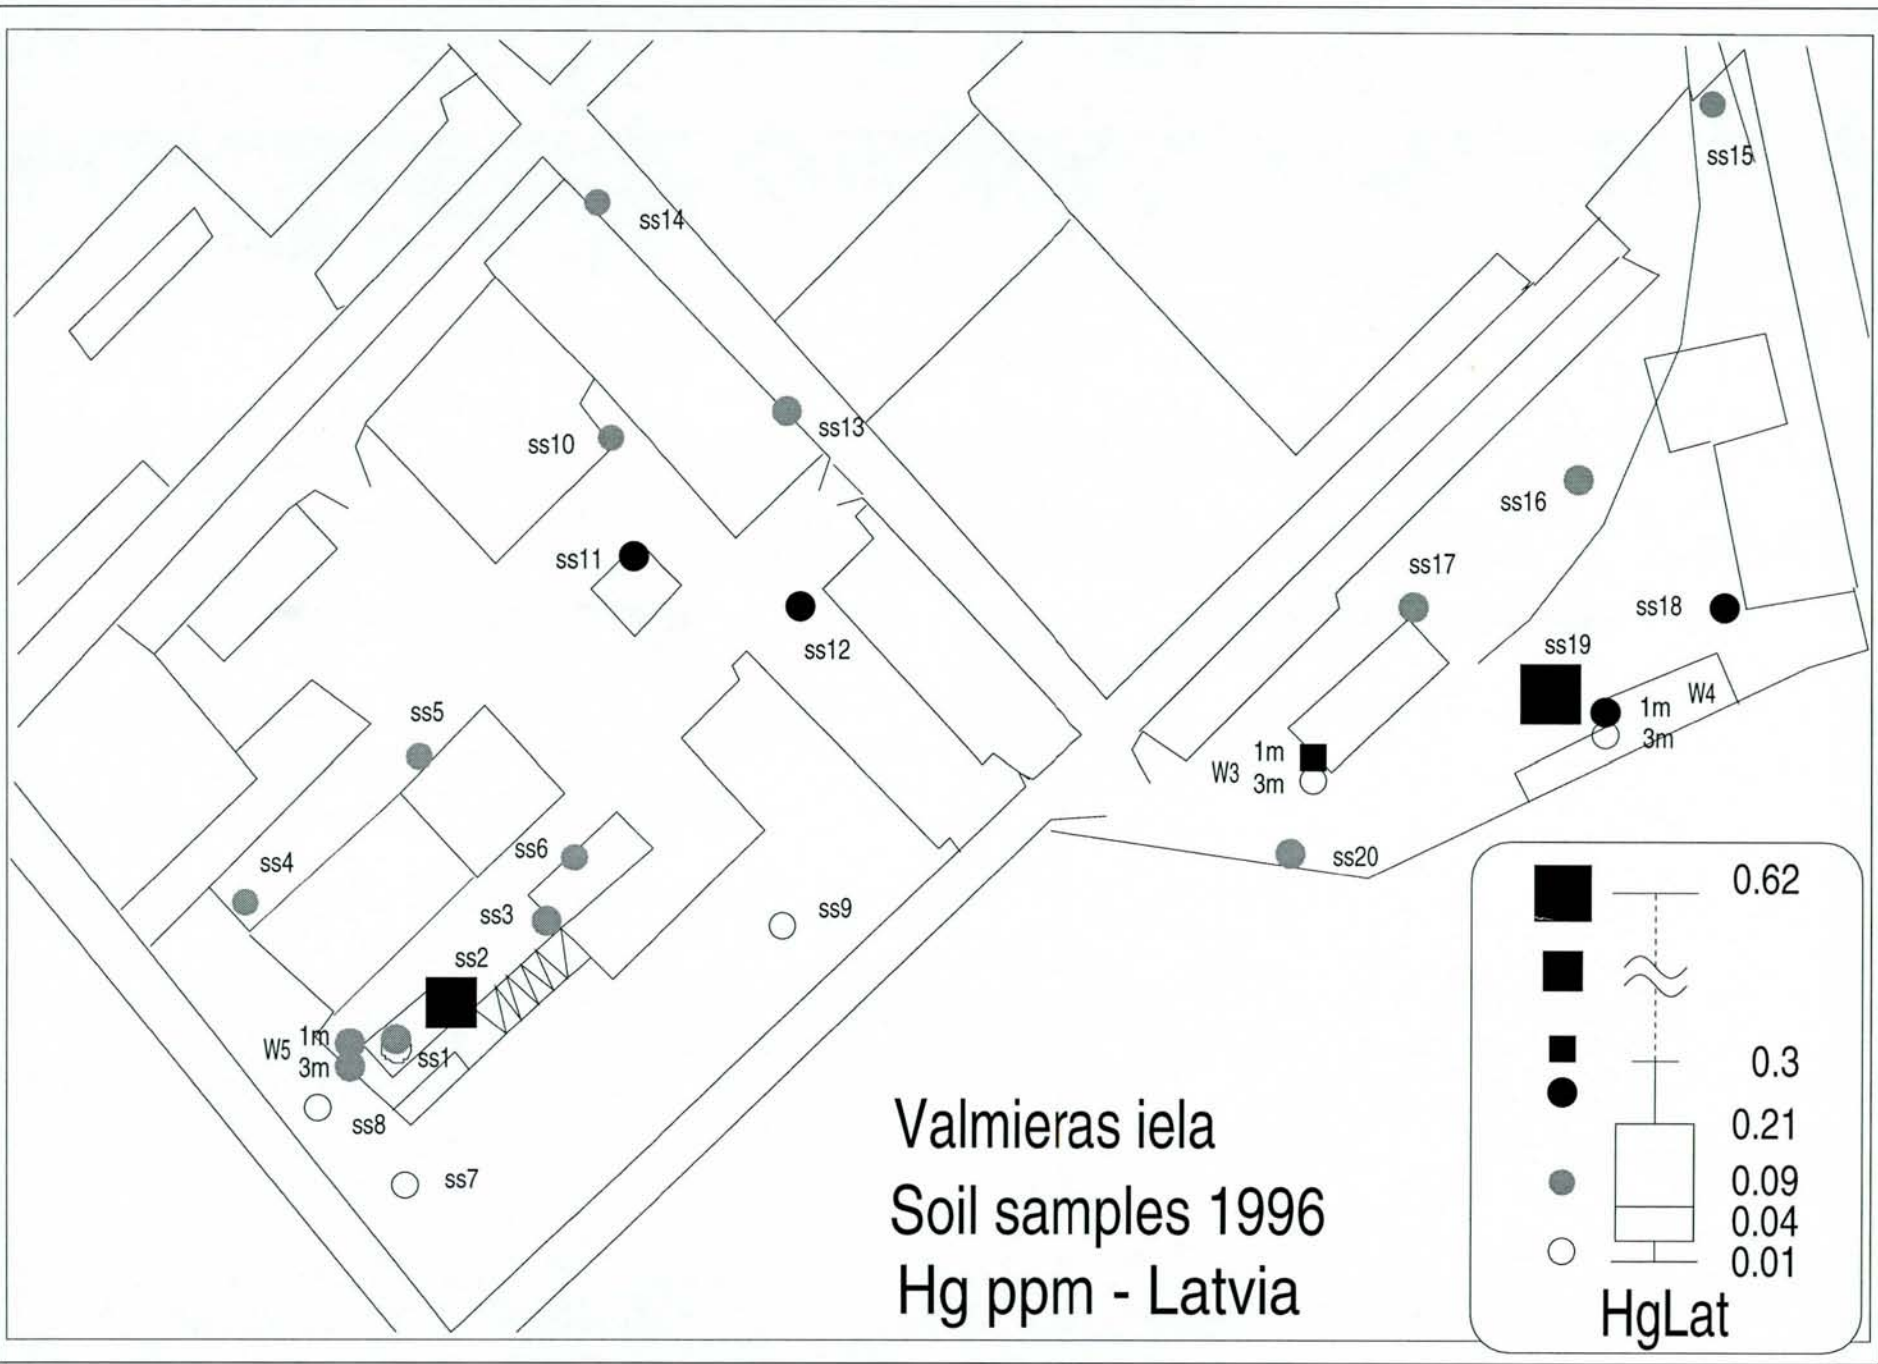 ss15
ss14
ss13
ss10
ss16
ss11
ss17
ss12
ss18
ss19
W4
1m
3m
ss5
1m
W3
3m
ss6
ss4
ss20
ss3
ss9
ss2
1m
W5
3m
ss1
ss8
ss7
Valmieras iela
Soil samples 1996
Hg ppm - Latvia
0.62
0.3
0.21
0.09
0.04
0.01
HgLat